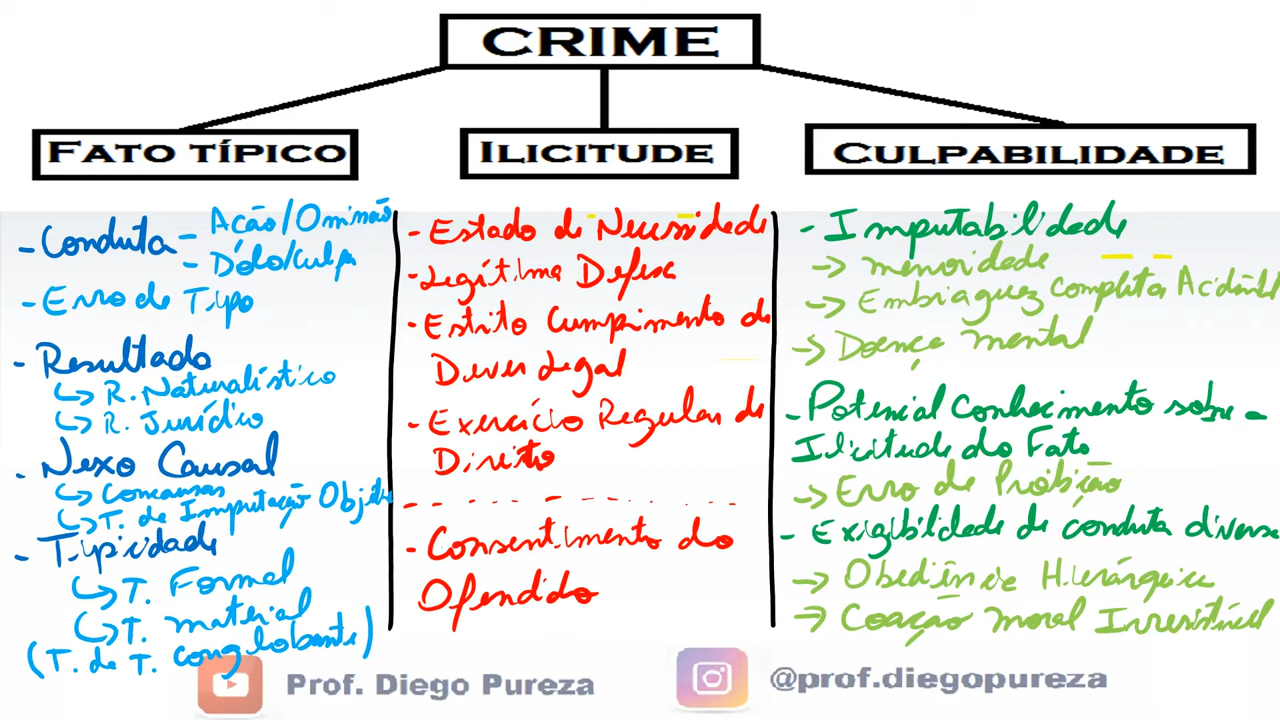 CRIME
FATO TÍPICO
- Conduta - Ação/Omissão
- Dólo/Culpa
- Erro de Tipo
- Resultado
↳ R. Naturalístico
↳ R. Jurídico
- Nexo Causal
↳ Concausas
↳ T. de Imputação Objetiva
- Tipicidade
↳ T. Formal
↳ T. material
(T. de T. conglobante)
ILICITUDE
- Estado de Necessidade
- Legítima Defesa
- Estrito Cumprimento do
Dever Legal
- Exercício Regular de
Direito
- Consentimento do
Ofendido
CULPABILIDADE
- Imputabilidade
→ menoridade
→ Embriaguez completa Acidental
→ Doença mental
- Potencial Conhecimento sobre a
Ilicitude do Fato
→ Erro de Proibição
- Exigibilidade de conduta diversa
→ Obediência Hierárquica
→ Coação moral Irresistível
Prof. Diego Pureza
@prof.diegopureza